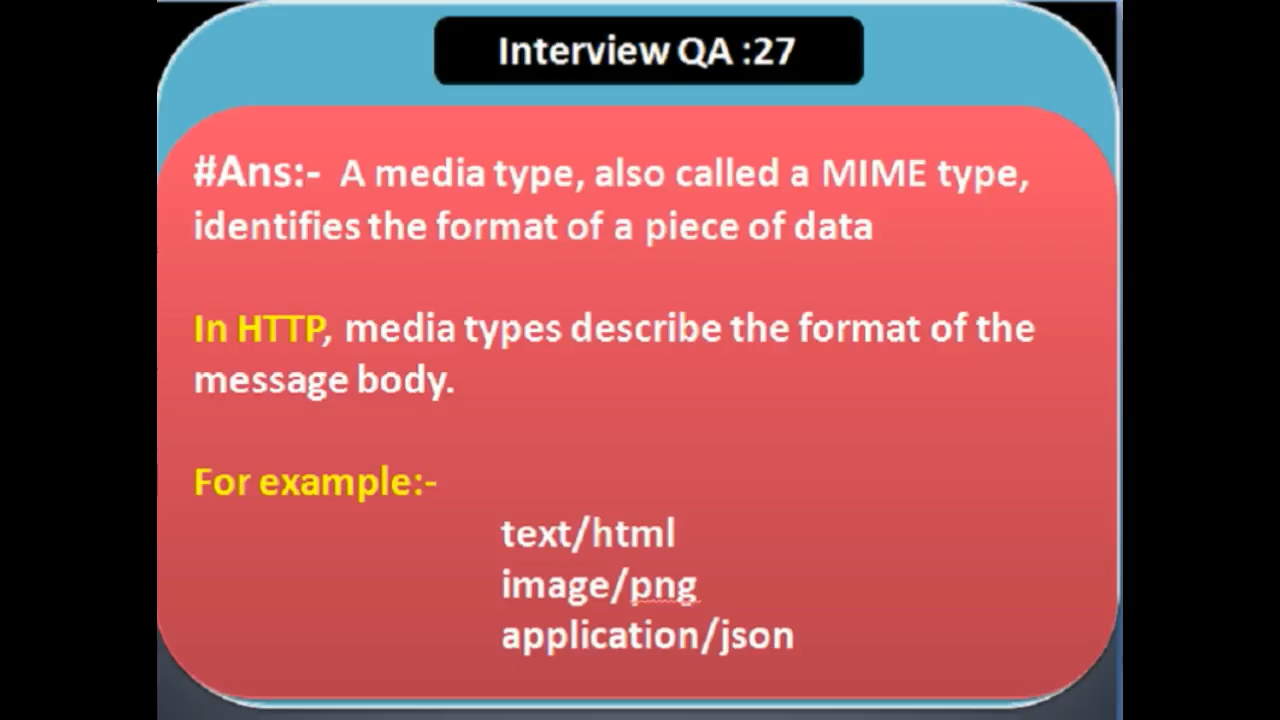 Interview QA :27
#Ans:- A media type, also called a MIME type,
identifies the format of a piece of data
In HTTP, media types describe the format of the
message body.
For example:-
text/html
image/png
application/json